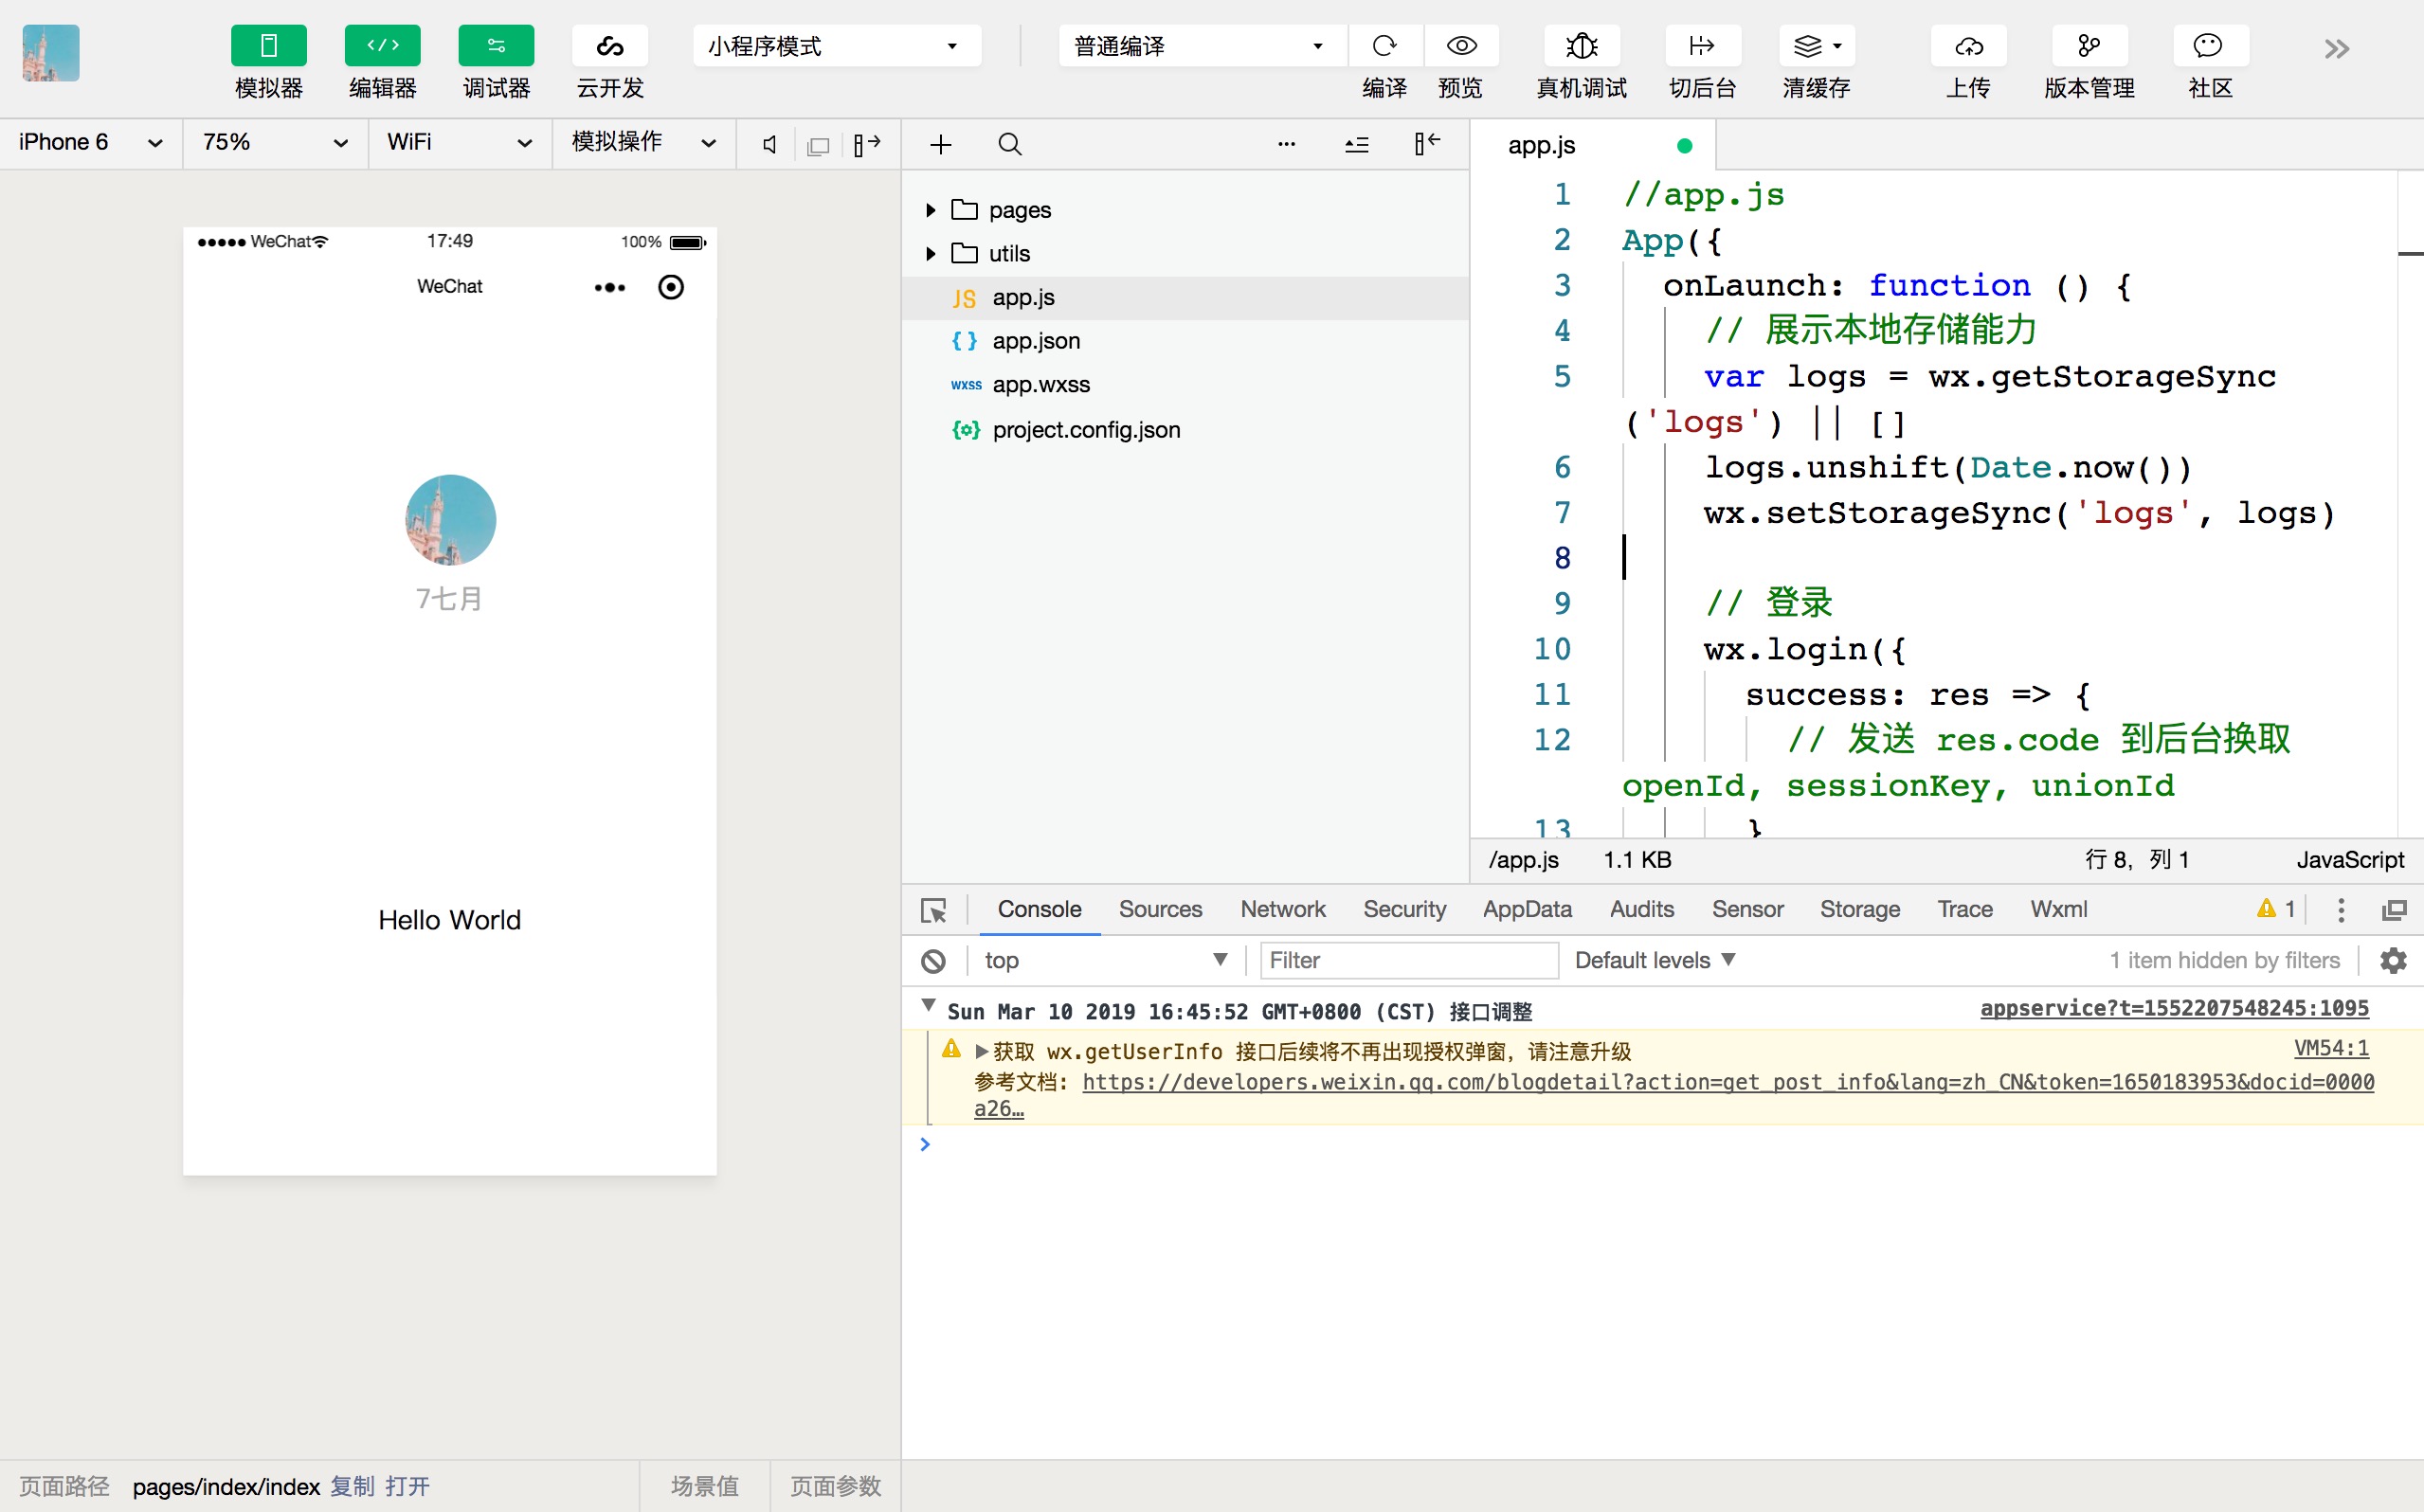 模拟器 编辑器 调试器 云开发 小程序模式 普通编译 编译 预览 真机调试 切后台 清缓存 上传 版本管理 社区
iPhone 6 75% WiFi 模拟操作
WeChat 17:49 100%
WeChat
7七月
Hello World
页面路径 pages/index/index 复制 打开 场景值 页面参数
pages
utils
JS app.js
{ } app.json
wxss app.wxss
project.config.json
app.js
1 //app.js
2 App({
3 onLaunch: function () {
4 // 展示本地存储能力
5 var logs = wx.getStorageSync
('logs') || []
6 logs.unshift(Date.now())
7 wx.setStorageSync('logs', logs)
8
9 // 登录
10 wx.login({
11 success: res => {
12 // 发送 res.code 到后台换取
openId, sessionKey, unionId
13 }
/app.js 1.1 KB 行 8，列 1 JavaScript
Console Sources Network Security AppData Audits Sensor Storage Trace Wxml 1
top Filter Default levels 1 item hidden by filters
Sun Mar 10 2019 16:45:52 GMT+0800 (CST) 接口调整 appservice?t=1552207548245:1095
获取 wx.getUserInfo 接口后续将不再出现授权弹窗，请注意升级 VM54:1
参考文档: https://developers.weixin.qq.com/blogdetail?action=get_post_info&lang=zh_CN&token=1650183953&docid=0000
a26…